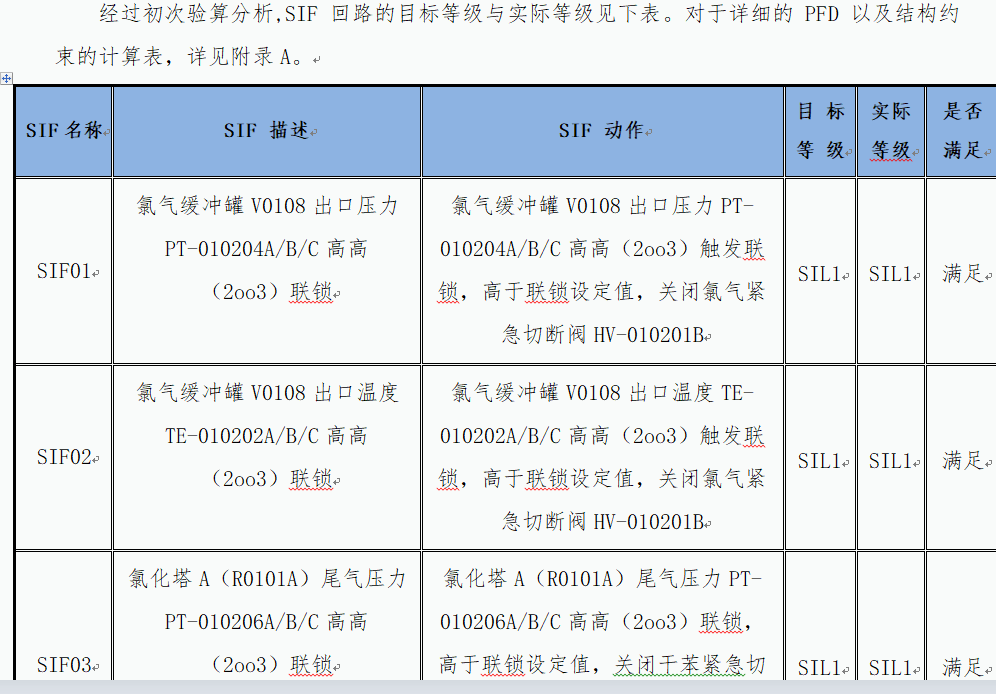 经过初次验算分析,SIF 回路的目标等级与实际等级见下表。对于详细的 PFD 以及结构约
束的计算表，详见附录 A。
SIF 名称
SIF 描述
SIF 动作
目 标
等 级
实际
等级
是否
满足
SIF01
氯气缓冲罐 V0108 出口压力
PT-010204A/B/C 高高
（2oo3）联锁
氯气缓冲罐 V0108 出口压力 PT-
010204A/B/C 高高（2oo3）触发联
锁，高于联锁设定值，关闭氯气紧
急切断阀 HV-010201B
SIL1
SIL1
满足
SIF02
氯气缓冲罐 V0108 出口温度
TE-010202A/B/C 高高
（2oo3）联锁
氯气缓冲罐 V0108 出口温度 TE-
010202A/B/C 高高（2oo3）触发联
锁，高于联锁设定值，关闭氯气紧
急切断阀 HV-010201B
SIL1
SIL1
满足
SIF03
氯化塔 A（R0101A）尾气压力
PT-010206A/B/C 高高
（2oo3）联锁
氯化塔 A（R0101A）尾气压力 PT-
010206A/B/C 高高（2oo3）联锁，
高于联锁设定值，关闭干苯紧急切
SIL1
SIL1
满足